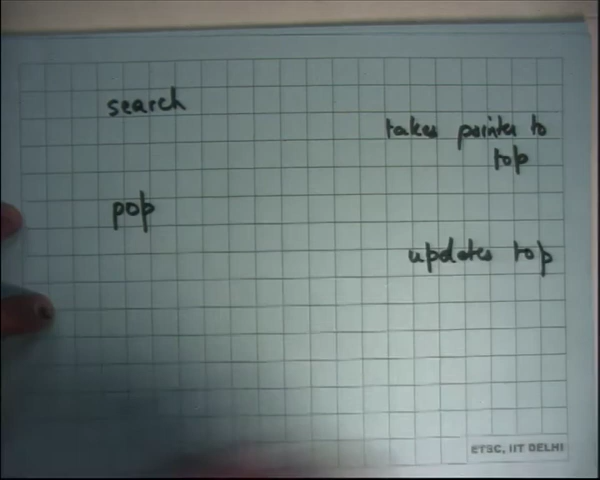 search
takes pointer to
top
pop
updates top
ETSC, IIT DELHI